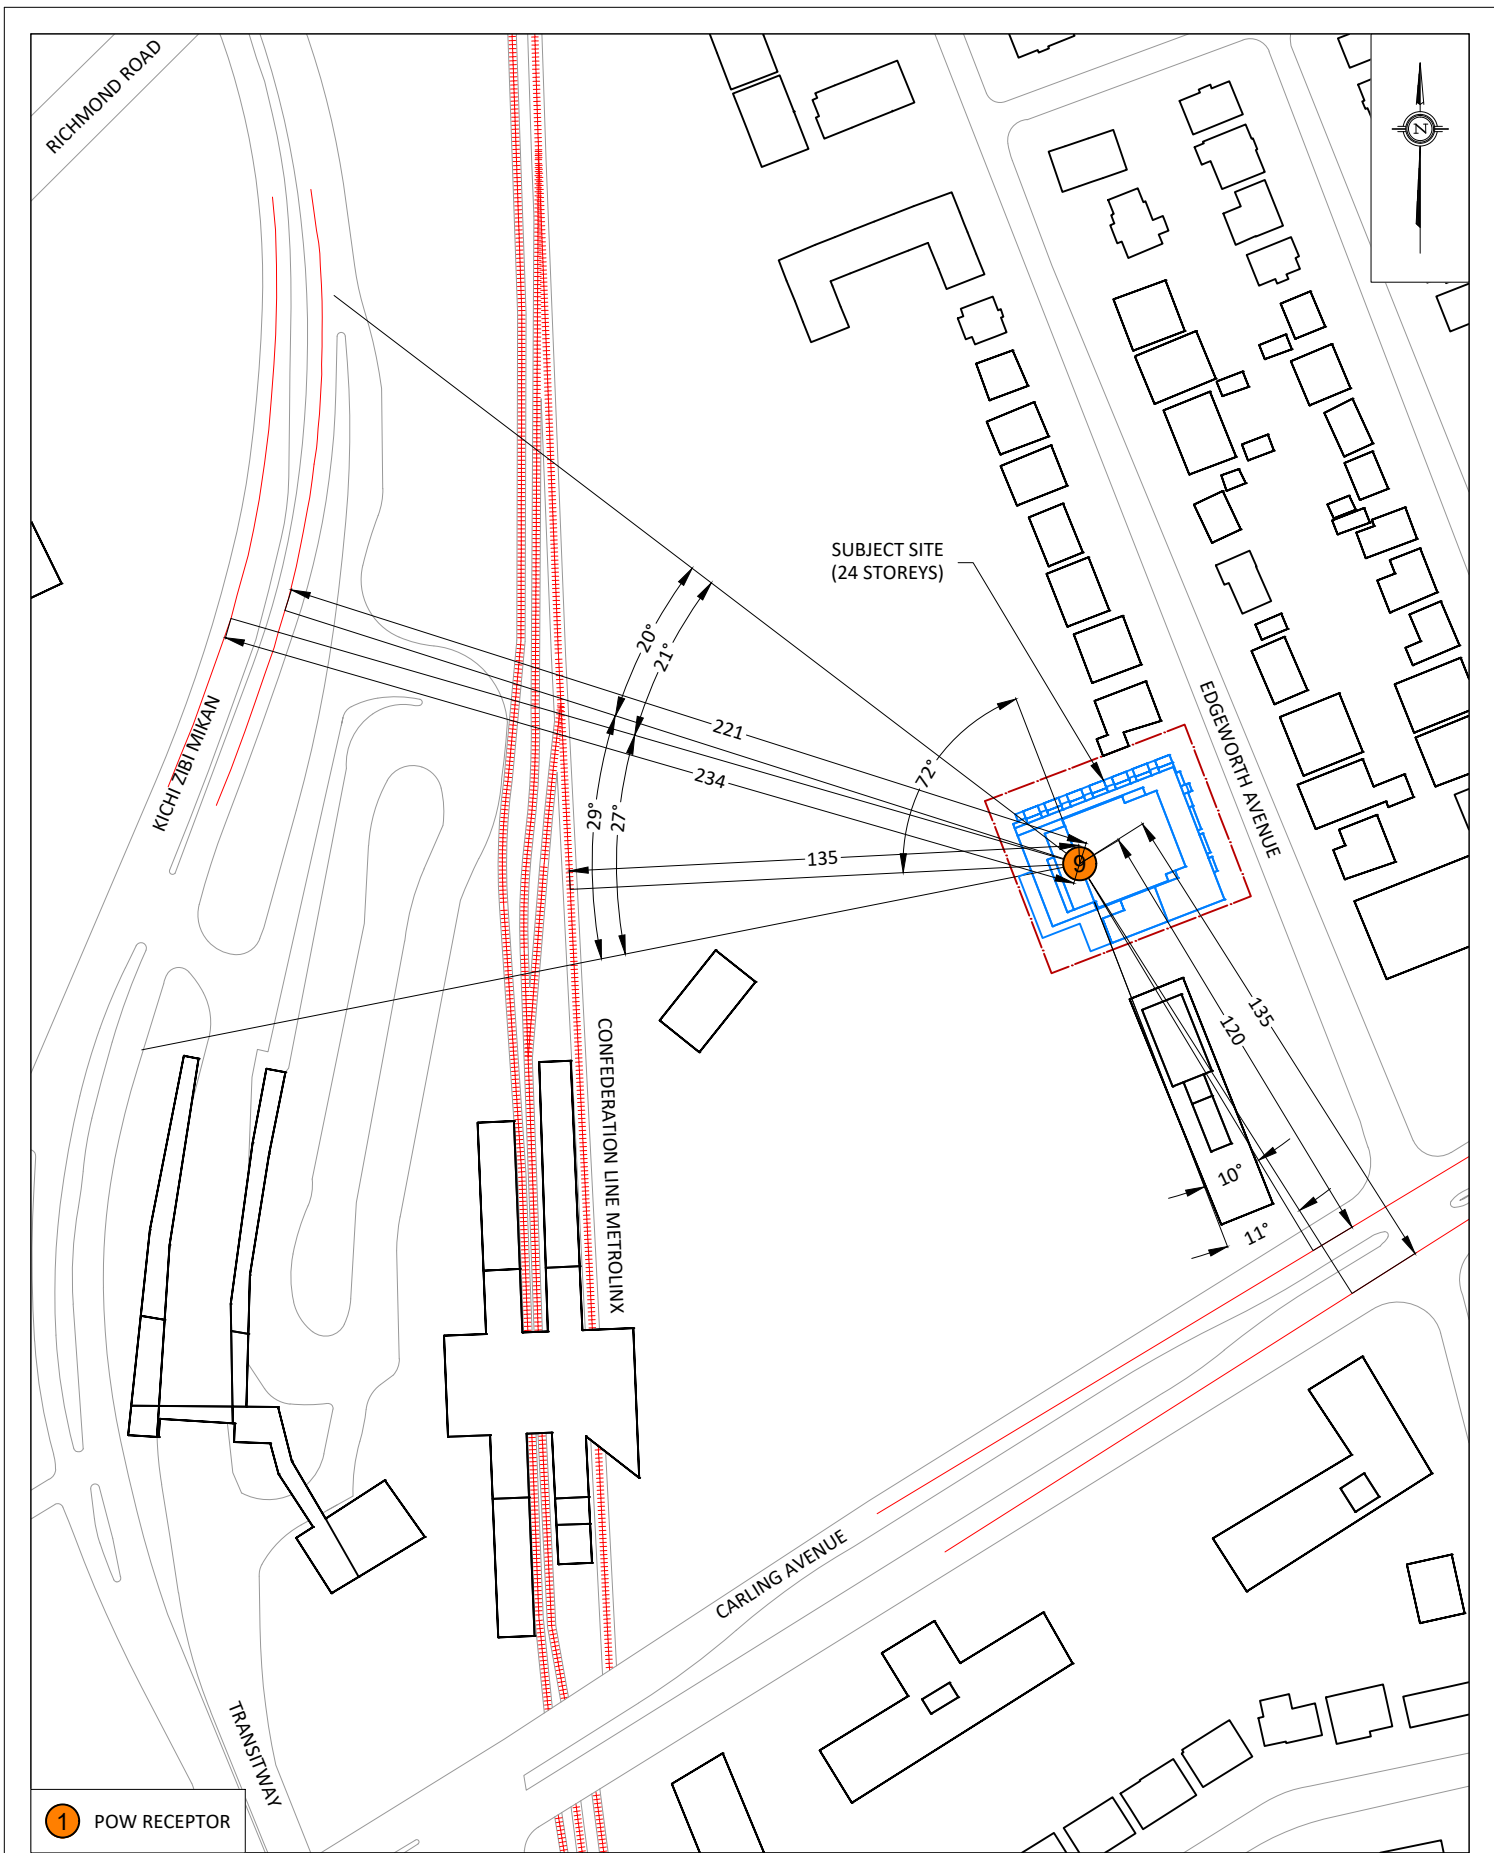 RICHMOND ROAD
N
SUBJECT SITE
(24 STOREYS)
20°
21°
EDGEWORTH AVENUE
KICHI ZIBI MIKAN
221
234
72°
29°
27°
135
9
135
120
CONFEDERATION LINE METROLINX
10°
11°
CARLING AVENUE
TRANSITWAY
1 POW RECEPTOR